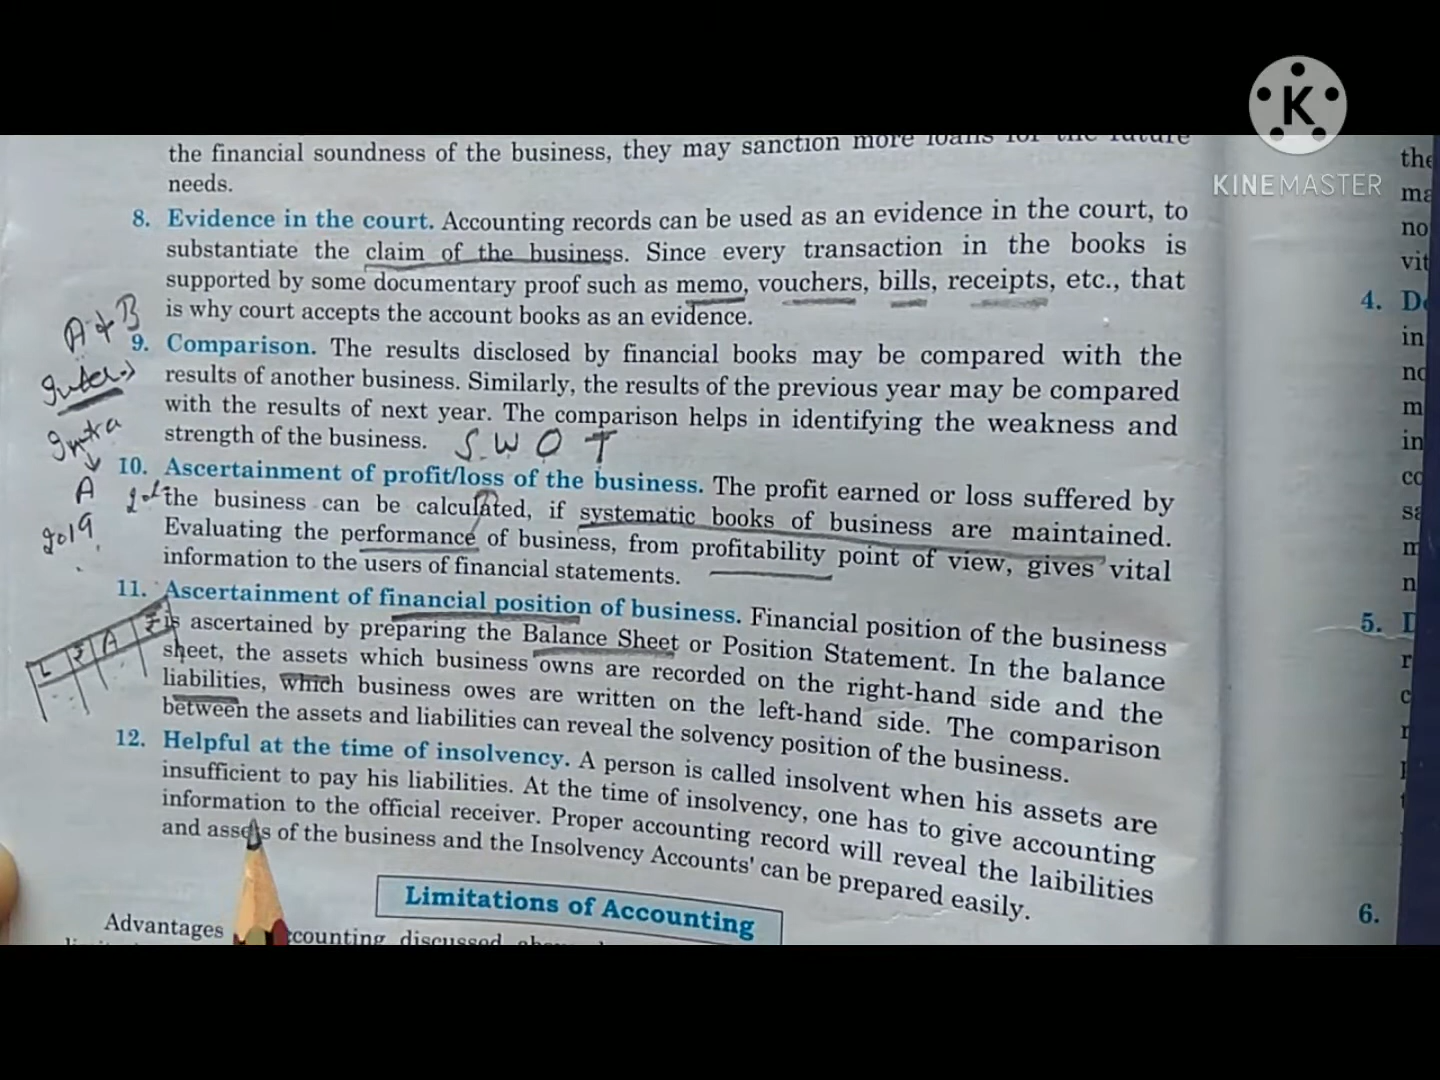 K
KINEMASTER
the financial soundness of the business, they may sanction more loans for the future
needs.
8. Evidence in the court. Accounting records can be used as an evidence in the court, to
substantiate the claim of the business. Since every transaction in the books is
supported by some documentary proof such as memo, vouchers, bills, receipts, etc., that
is why court accepts the account books as an evidence.
A & B
9. Comparison. The results disclosed by financial books may be compared with the
Inter
results of another business. Similarly, the results of the previous year may be compared
with the results of next year. The comparison helps in identifying the weakness and
Intra
strength of the business. S W O T
10. Ascertainment of profit/loss of the business. The profit earned or loss suffered by
A
the business can be calculated, if systematic books of business are maintained.
2019
Evaluating the performance of business, from profitability point of view, gives vital
information to the users of financial statements.
11. Ascertainment of financial position of business. Financial position of the business
L ₹ A ₹
is ascertained by preparing the Balance Sheet or Position Statement. In the balance
sheet, the assets which business owns are recorded on the right-hand side and the
liabilities, which business owes are written on the left-hand side. The comparison
between the assets and liabilities can reveal the solvency position of the business.
12. Helpful at the time of insolvency. A person is called insolvent when his assets are
insufficient to pay his liabilities. At the time of insolvency, one has to give accounting
information to the official receiver. Proper accounting record will reveal the laibilities
and assets of the business and the Insolvency Accounts' can be prepared easily.
Limitations of Accounting
Advantages
discussed
the
ma
no
vit
4. D
in
m
in
5.
6.